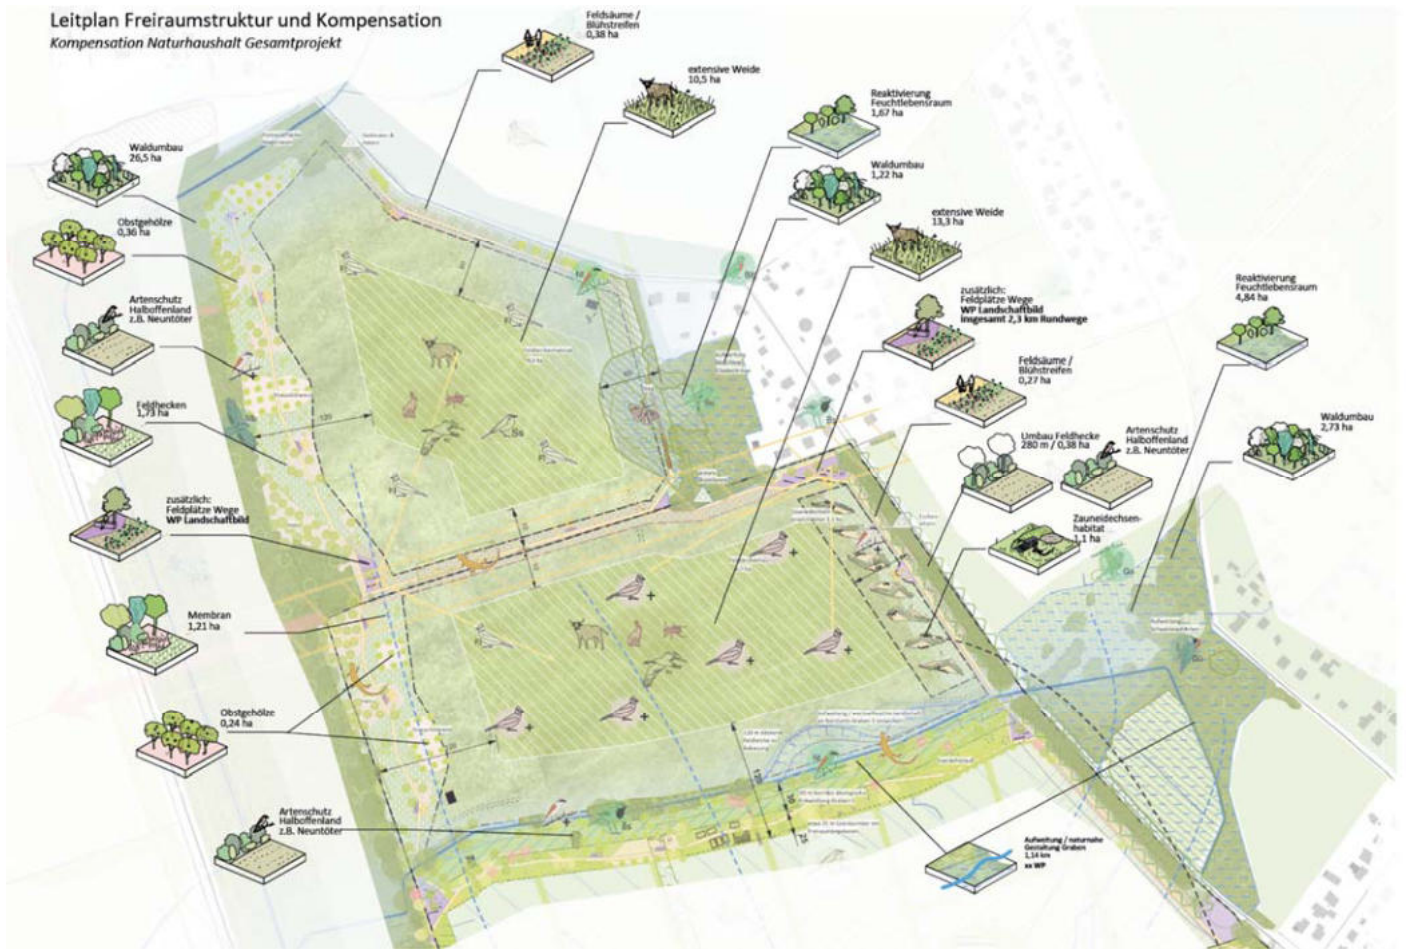 Leitplan Freiraumstruktur und Kompensation
Kompensation Naturhaushalt Gesamtprojekt
Feldsäume /
Blühstreifen
0,38 ha
extensive Weide
10,5 ha
Reaktivierung
Feuchtlebensraum
1,67 ha
Waldumbau
1,22 ha
extensive Weide
13,3 ha
zusätzlich:
Feldplätze Wege
WP Landschaftbild
insgesamt 2,3 km Rundwege
Feldsäume /
Blühstreifen
0,27 ha
Umbau Feldhecke
280 m / 0,38 ha
Artenschutz
Halboffenland
z.B. Neuntöter
Zauneidechsen-
habitat
1,1 ha
Reaktivierung
Feuchtlebensraum
4,84 ha
Waldumbau
2,73 ha
Waldumbau
26,5 ha
Obstgehölze
0,36 ha
Artenschutz
Halboffenland
z.B. Neuntöter
Feldhecken
1,73 ha
zusätzlich:
Feldplätze Wege
WP Landschaftbild
Membran
1,21 ha
Obstgehölze
0,24 ha
Artenschutz
Halboffenland
z.B. Neuntöter
Aufweitung / naturnahe
Gestaltung Graben
1,14 km
xx WP
120
120
25